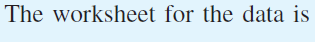 The worksheet for the data is